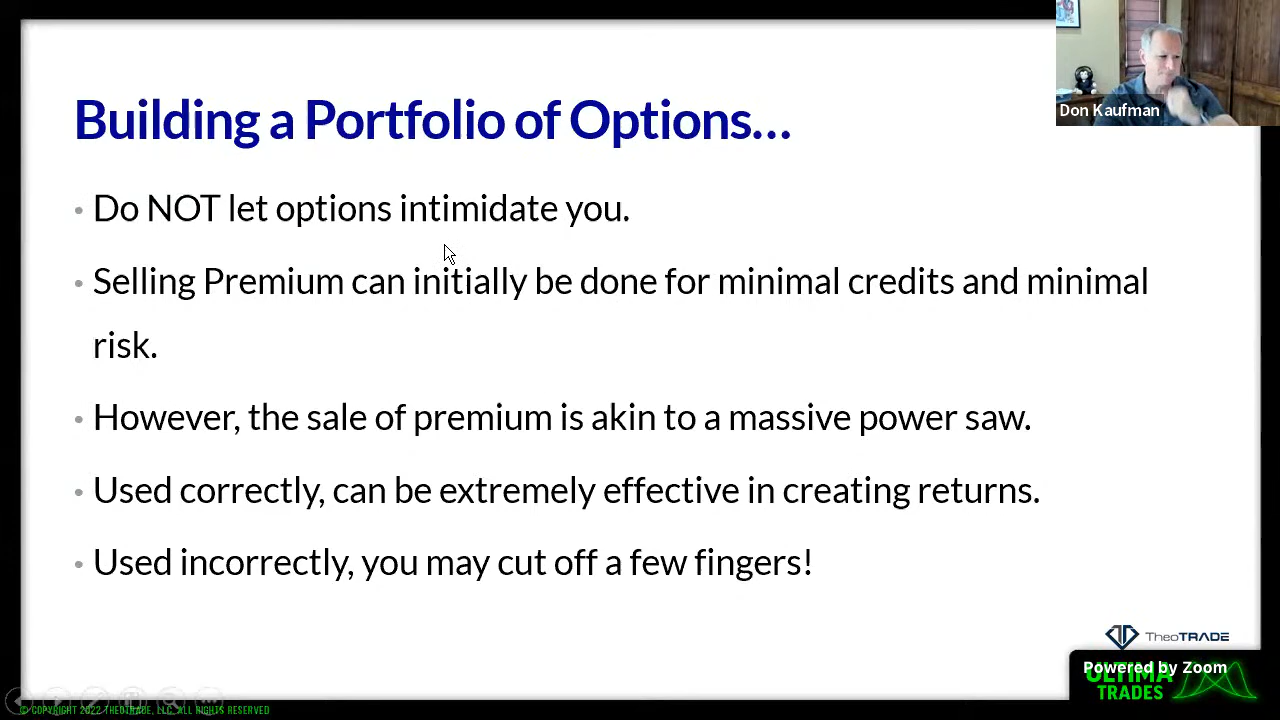 Building a Portfolio of Options...
Don Kaufman
• Do NOT let options intimidate you.
• Selling Premium can initially be done for minimal credits and minimal
risk.
• However, the sale of premium is akin to a massive power saw.
• Used correctly, can be extremely effective in creating returns.
• Used incorrectly, you may cut off a few fingers!
TheoTRADE
Powered by Zoom
ULTIMA
TRADES
© COPYRIGHT 2022 THEOTRADE, LLC. ALL RIGHTS RESERVED